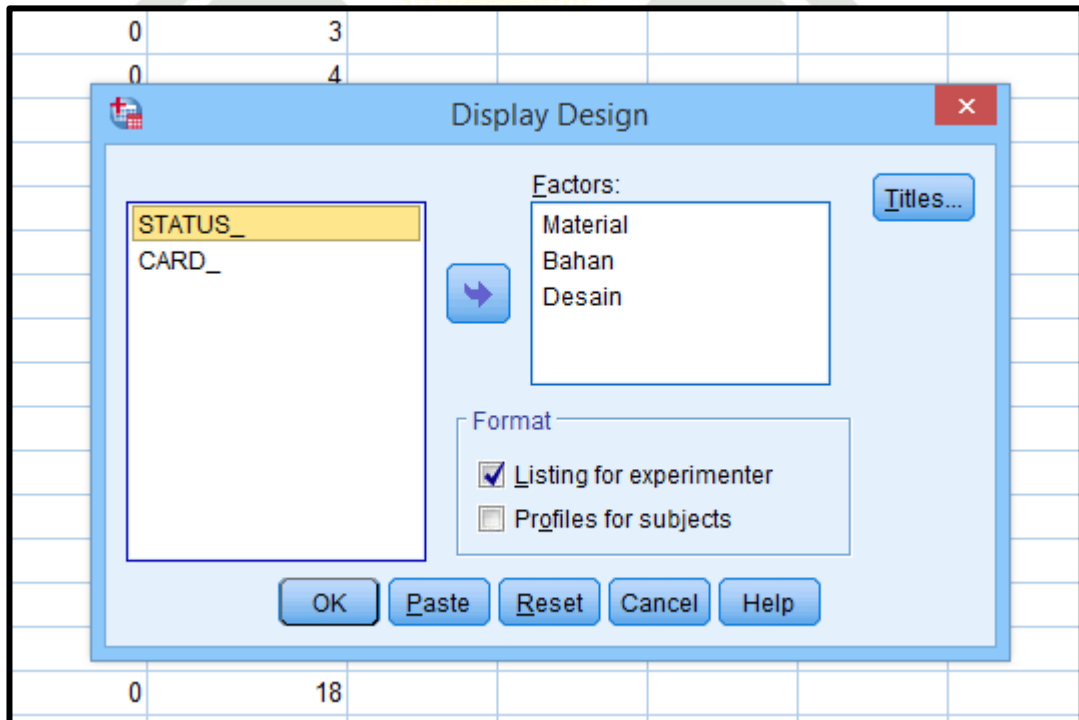 0 3
0 4
Display Design
STATUS_
CARD_
Factors:
Material
Bahan
Desain
Titles...
Format
Listing for experimenter
Profiles for subjects
OK Paste Reset Cancel Help
0 18